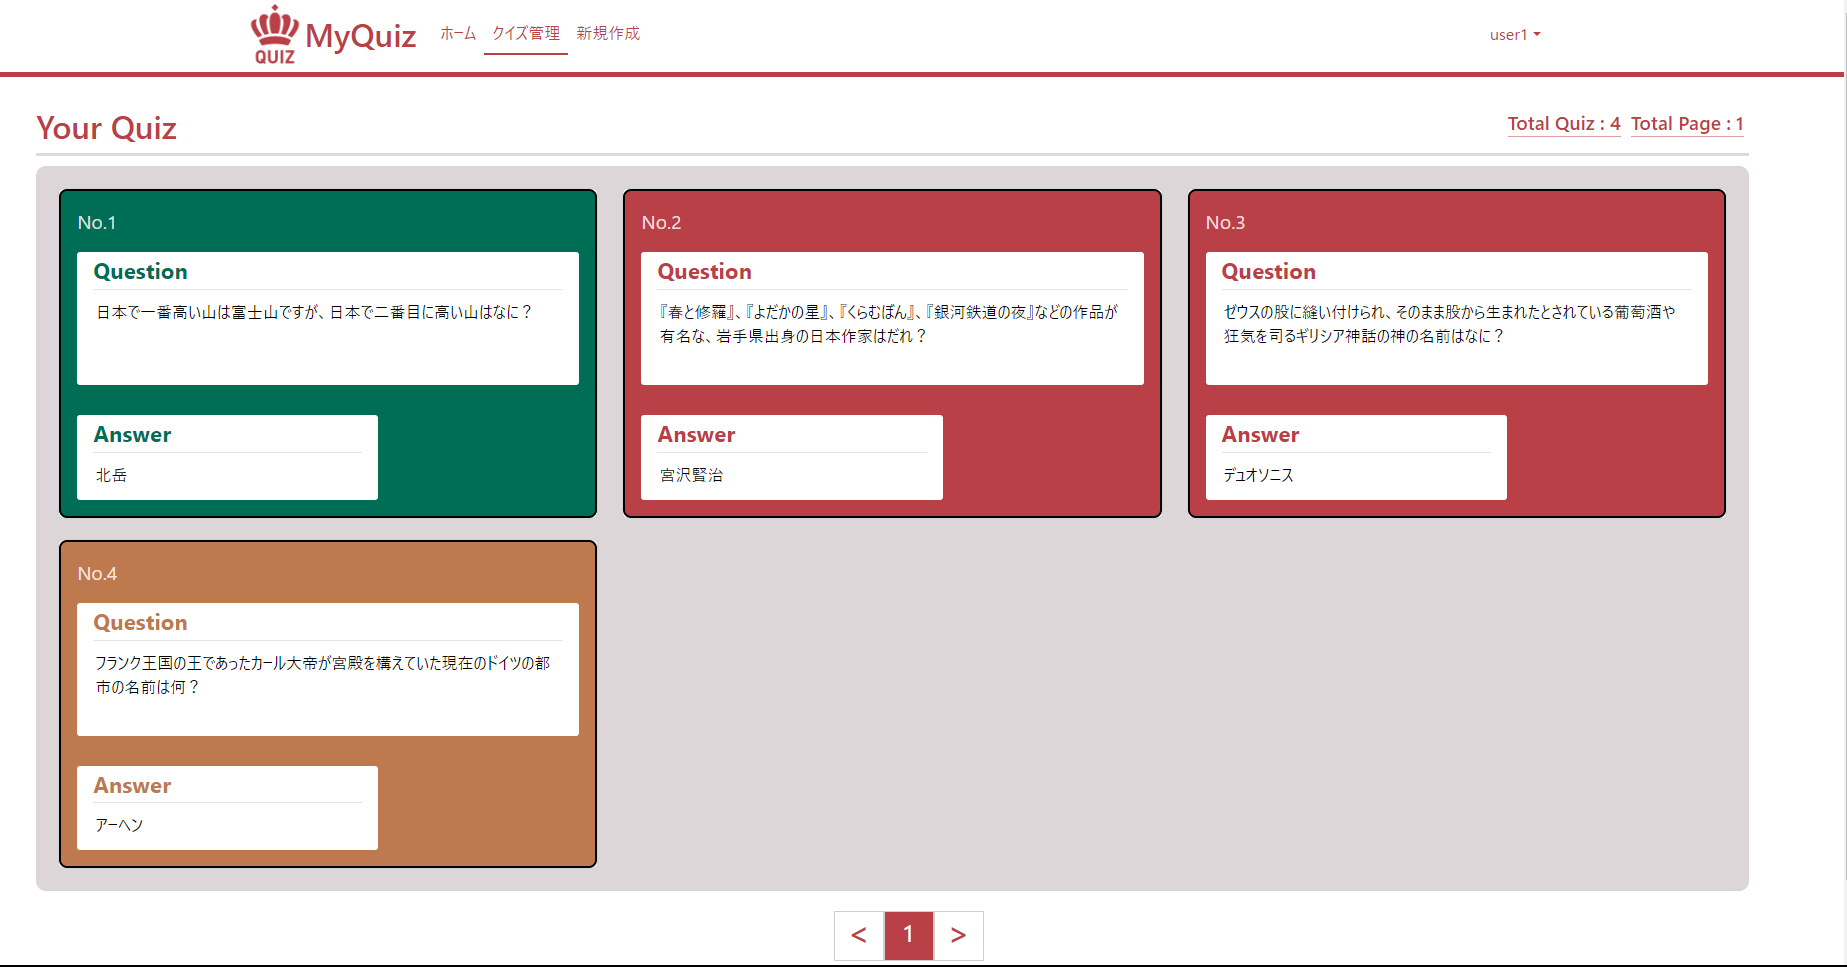 QUIZ
MyQuiz ホーム クイズ管理 新規作成 user1
Your Quiz
Total Quiz : 4 Total Page : 1
No.1
Question
日本で一番高い山は富士山ですが、日本で二番目に高い山はなに？
Answer
北岳
No.2
Question
『春と修羅』、『よだかの星』、『くらむぼん』、『銀河鉄道の夜』などの作品が
有名な、岩手県出身の日本作家はだれ？
Answer
宮沢賢治
No.3
Question
ゼウスの股に縫い付けられ、そのまま股から生まれたとされている葡萄酒や
狂気を司るギリシア神話の神の名前はなに？
Answer
デュオソニス
No.4
Question
フランク王国の王であったカール大帝が宮殿を構えていた現在のドイツの都
市の名前は何？
Answer
アーヘン
< 1 >